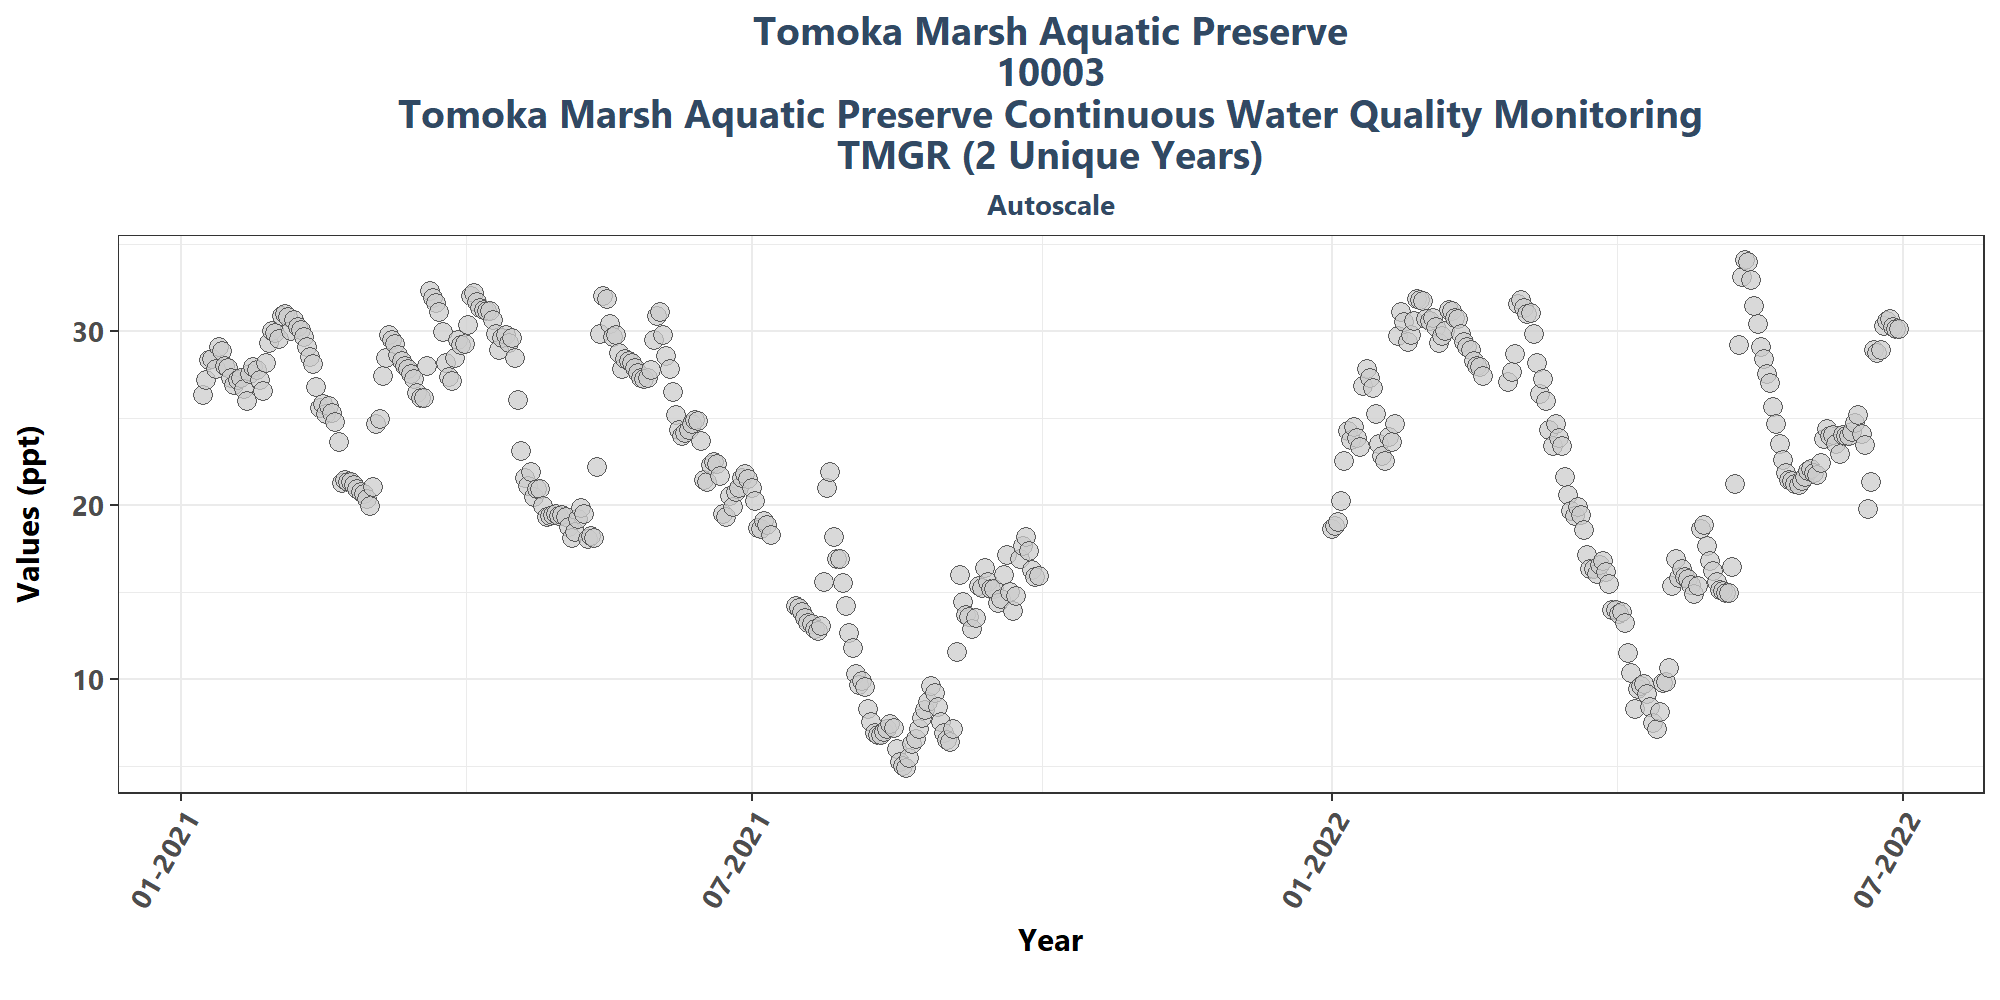 Tomoka Marsh Aquatic Preserve
10003
Tomoka Marsh Aquatic Preserve Continuous Water Quality Monitoring
TMGR (2 Unique Years)
Autoscale
Values (ppt)
30
20
10
01-2021
07-2021
01-2022
07-2022
Year